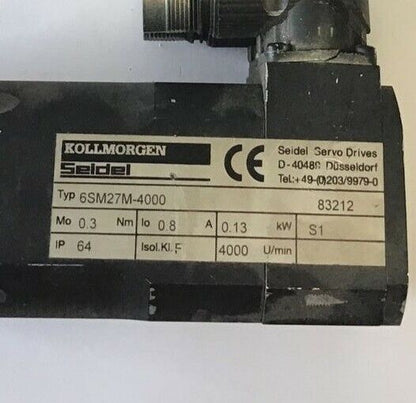 KOLLMORGEN
Seidel
CE
Seidel Servo Drives
D-40489 Düsseldorf
Tel.:+49-(0)203/9979-0
Typ 6SM27M-4000 83212
Mo 0.3 Nm Io 0.8 A 0.13 kW S1
IP 64 Isol.Kl. F 4000 U/min